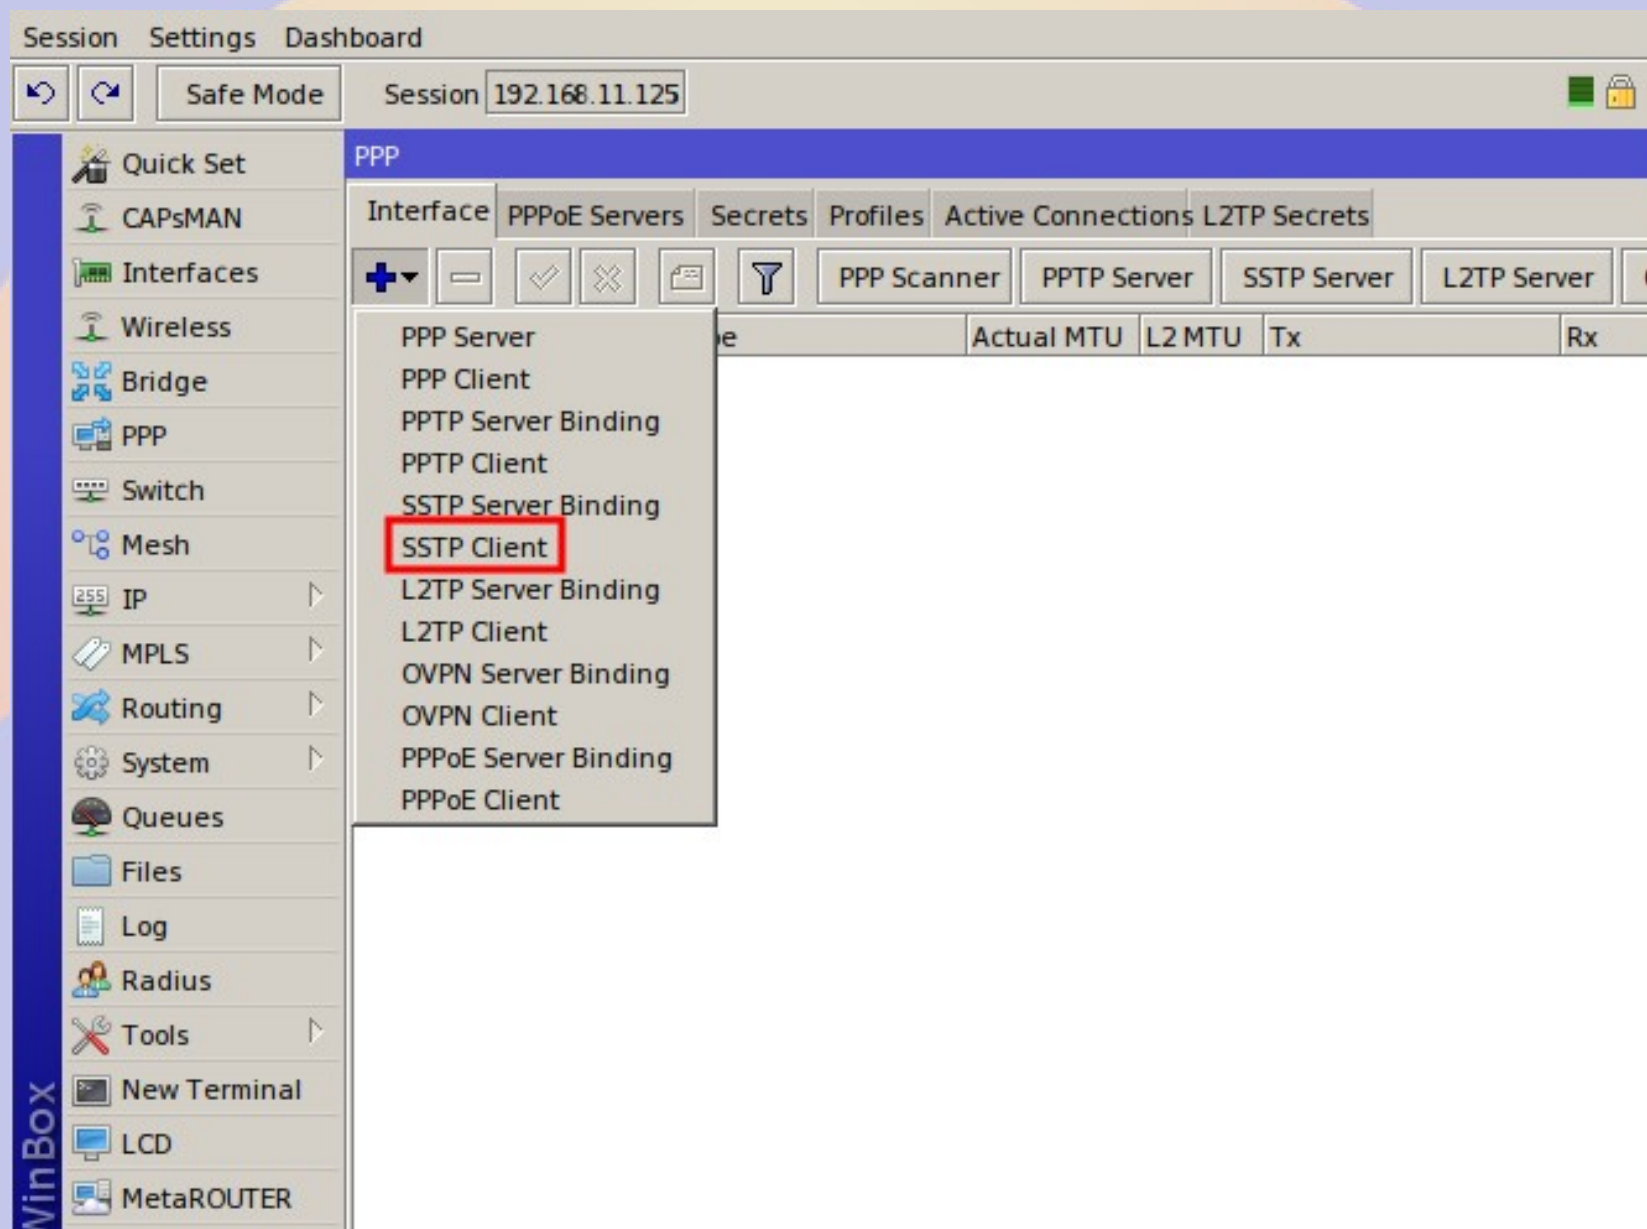 Session Settings Dashboard
Safe Mode Session 192.168.11.125
PPP
Interface PPPoE Servers Secrets Profiles Active Connections L2TP Secrets
PPP Scanner PPTP Server SSTP Server L2TP Server
Actual MTU L2 MTU Tx Rx
PPP Server
PPP Client
PPTP Server Binding
PPTP Client
SSTP Server Binding
SSTP Client
L2TP Server Binding
L2TP Client
OVPN Server Binding
OVPN Client
PPPoE Server Binding
PPPoE Client
Quick Set
CAPsMAN
Interfaces
Wireless
Bridge
PPP
Switch
Mesh
255 IP
MPLS
Routing
System
Queues
Files
Log
Radius
Tools
New Terminal
LCD
MetaROUTER
WinBox